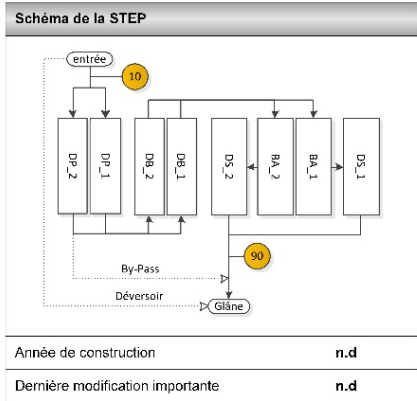 Schéma de la STEP
entrée
10
DP_2
DP_1
DB_2
DB_1
DS_2
BA_2
BA_1
DS_1
90
By-Pass
Déversoir
Glâne
Année de construction n.d
Dernière modification importante n.d